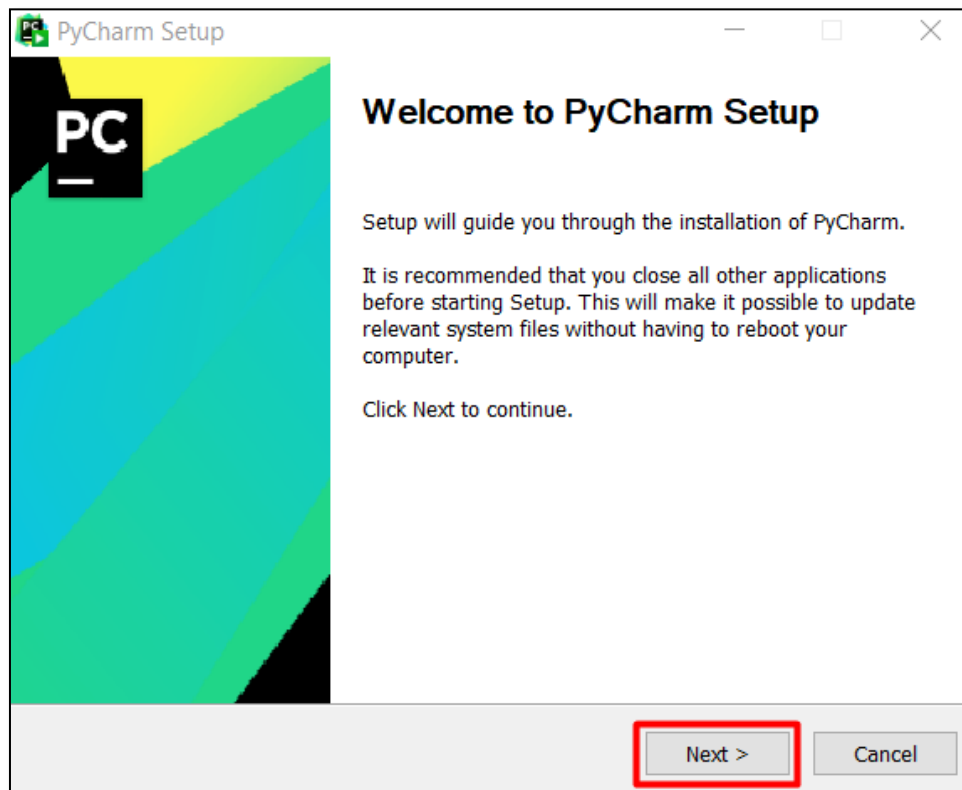 PyCharm Setup
PC
Welcome to PyCharm Setup
Setup will guide you through the installation of PyCharm.
It is recommended that you close all other applications
before starting Setup. This will make it possible to update
relevant system files without having to reboot your
computer.
Click Next to continue.
Next >
Cancel